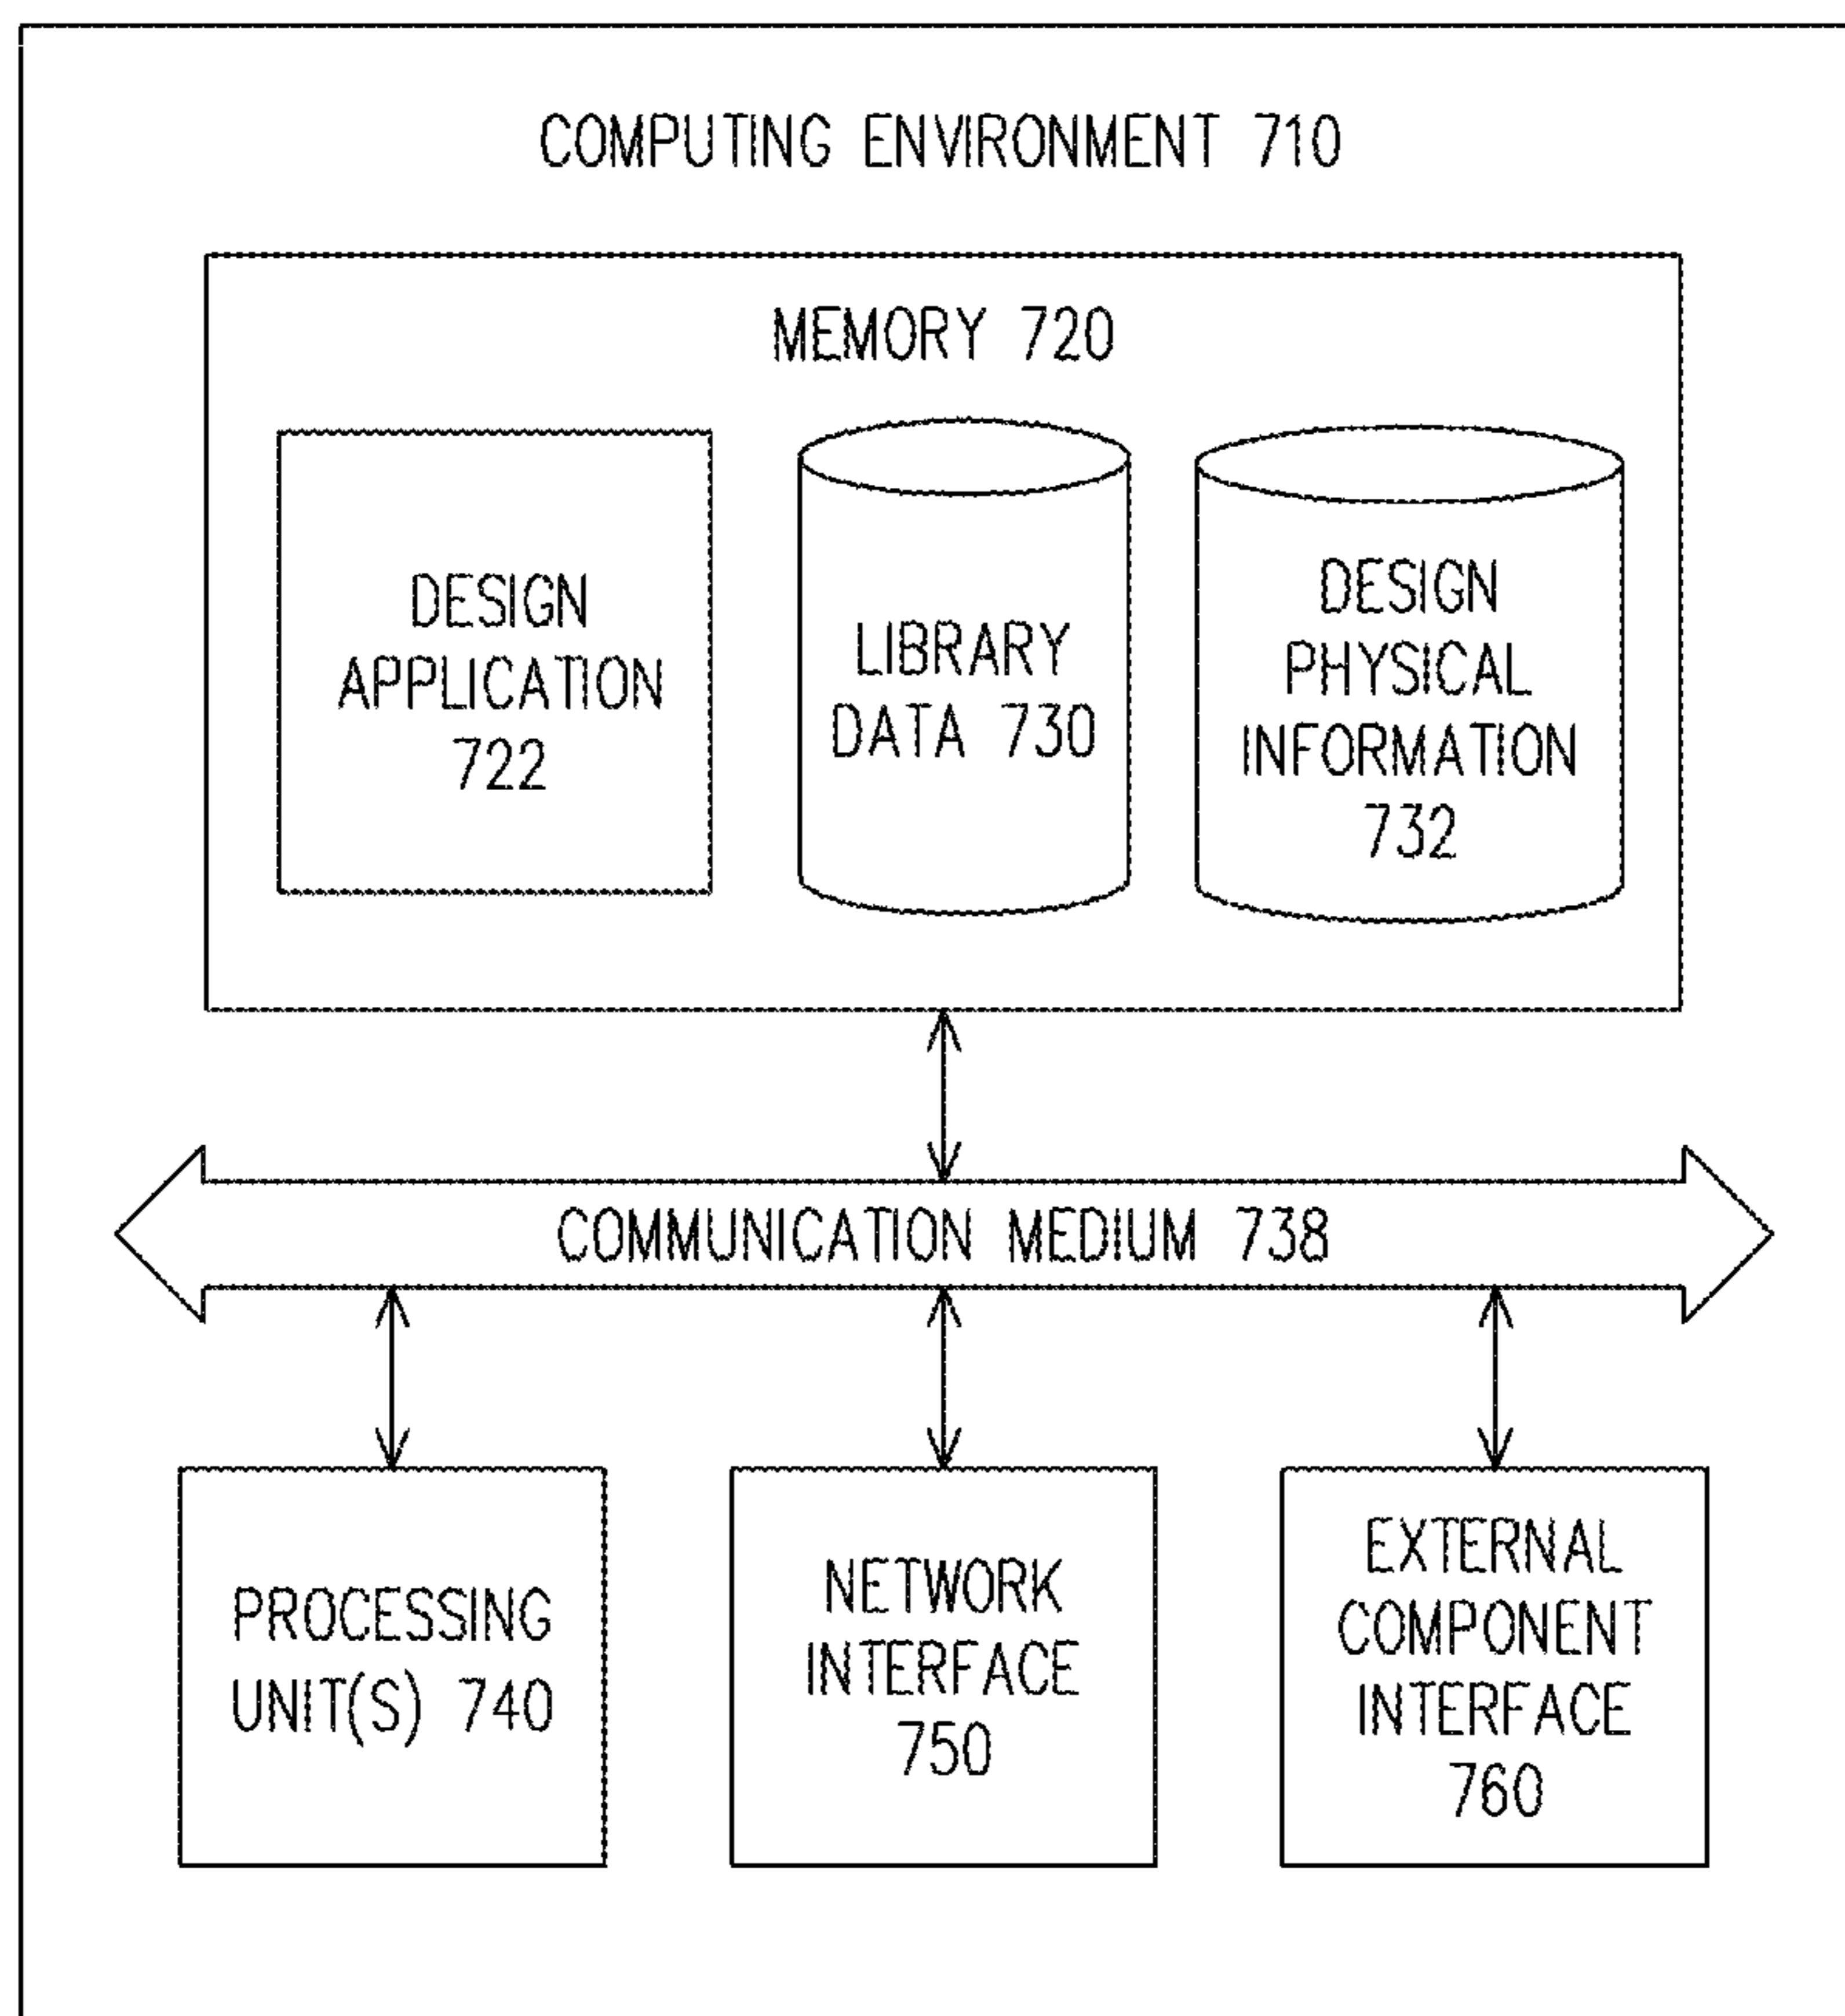 COMPUTING ENVIRONMENT 710
MEMORY 720
DESIGN
APPLICATION
722
LIBRARY
DATA 730
DESIGN
PHYSICAL
INFORMATION
732
COMMUNICATION MEDIUM 738
PROCESSING
UNIT(S) 740
NETWORK
INTERFACE
750
EXTERNAL
COMPONENT
INTERFACE
760